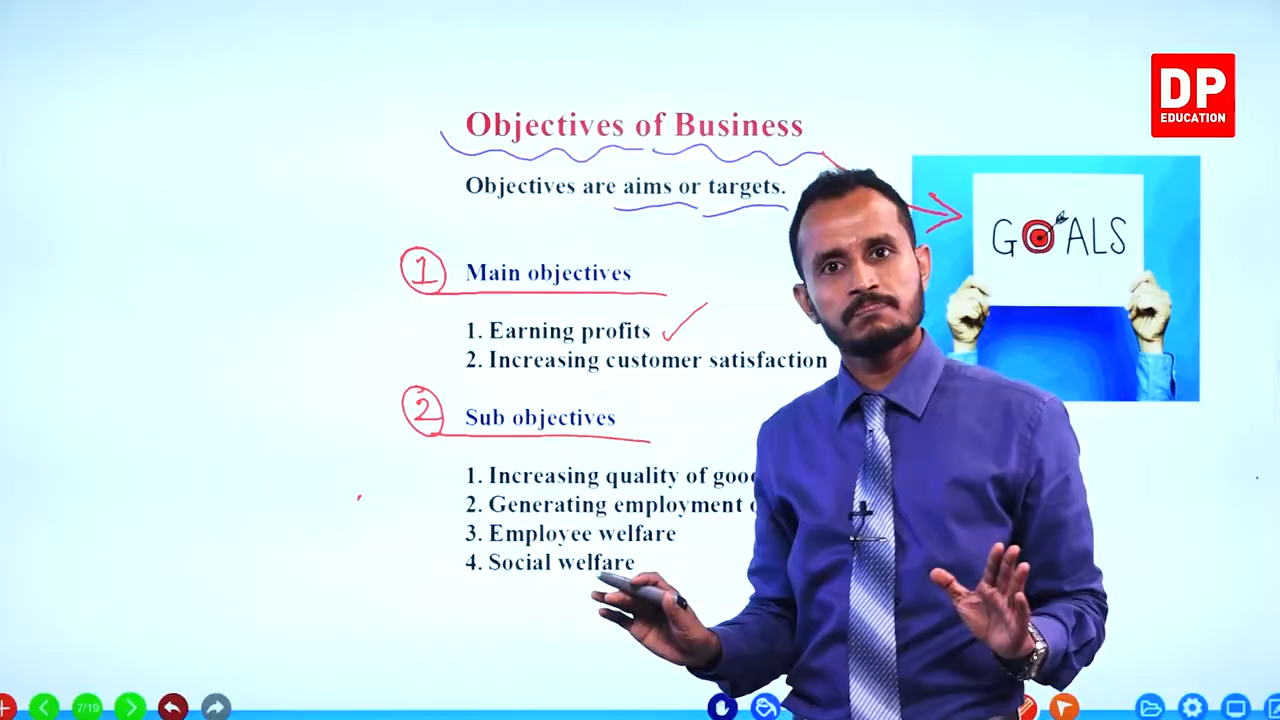 DP
EDUCATION
Objectives of Business
Objectives are aims or targets.
GOALS
1 Main objectives
1. Earning profits
2. Increasing customer satisfaction
2 Sub objectives
1. Increasing quality of
2. Generating employment
3. Employee welfare
4. Social welfare
7/19